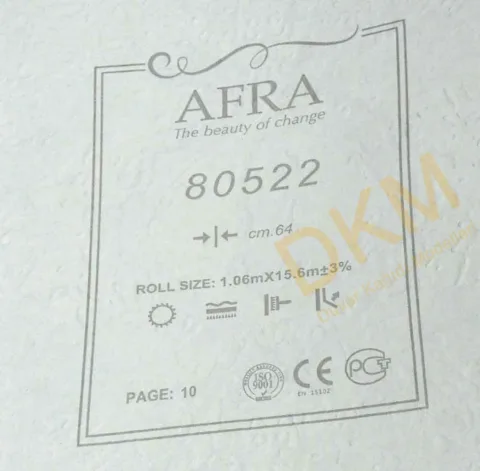 AFRA
The beauty of change
80522
cm.64
ROLL SIZE: 1.06mX15.6m±3%
PAGE: 10
ISO
9001
CE
EN 15102
PCT
DKM